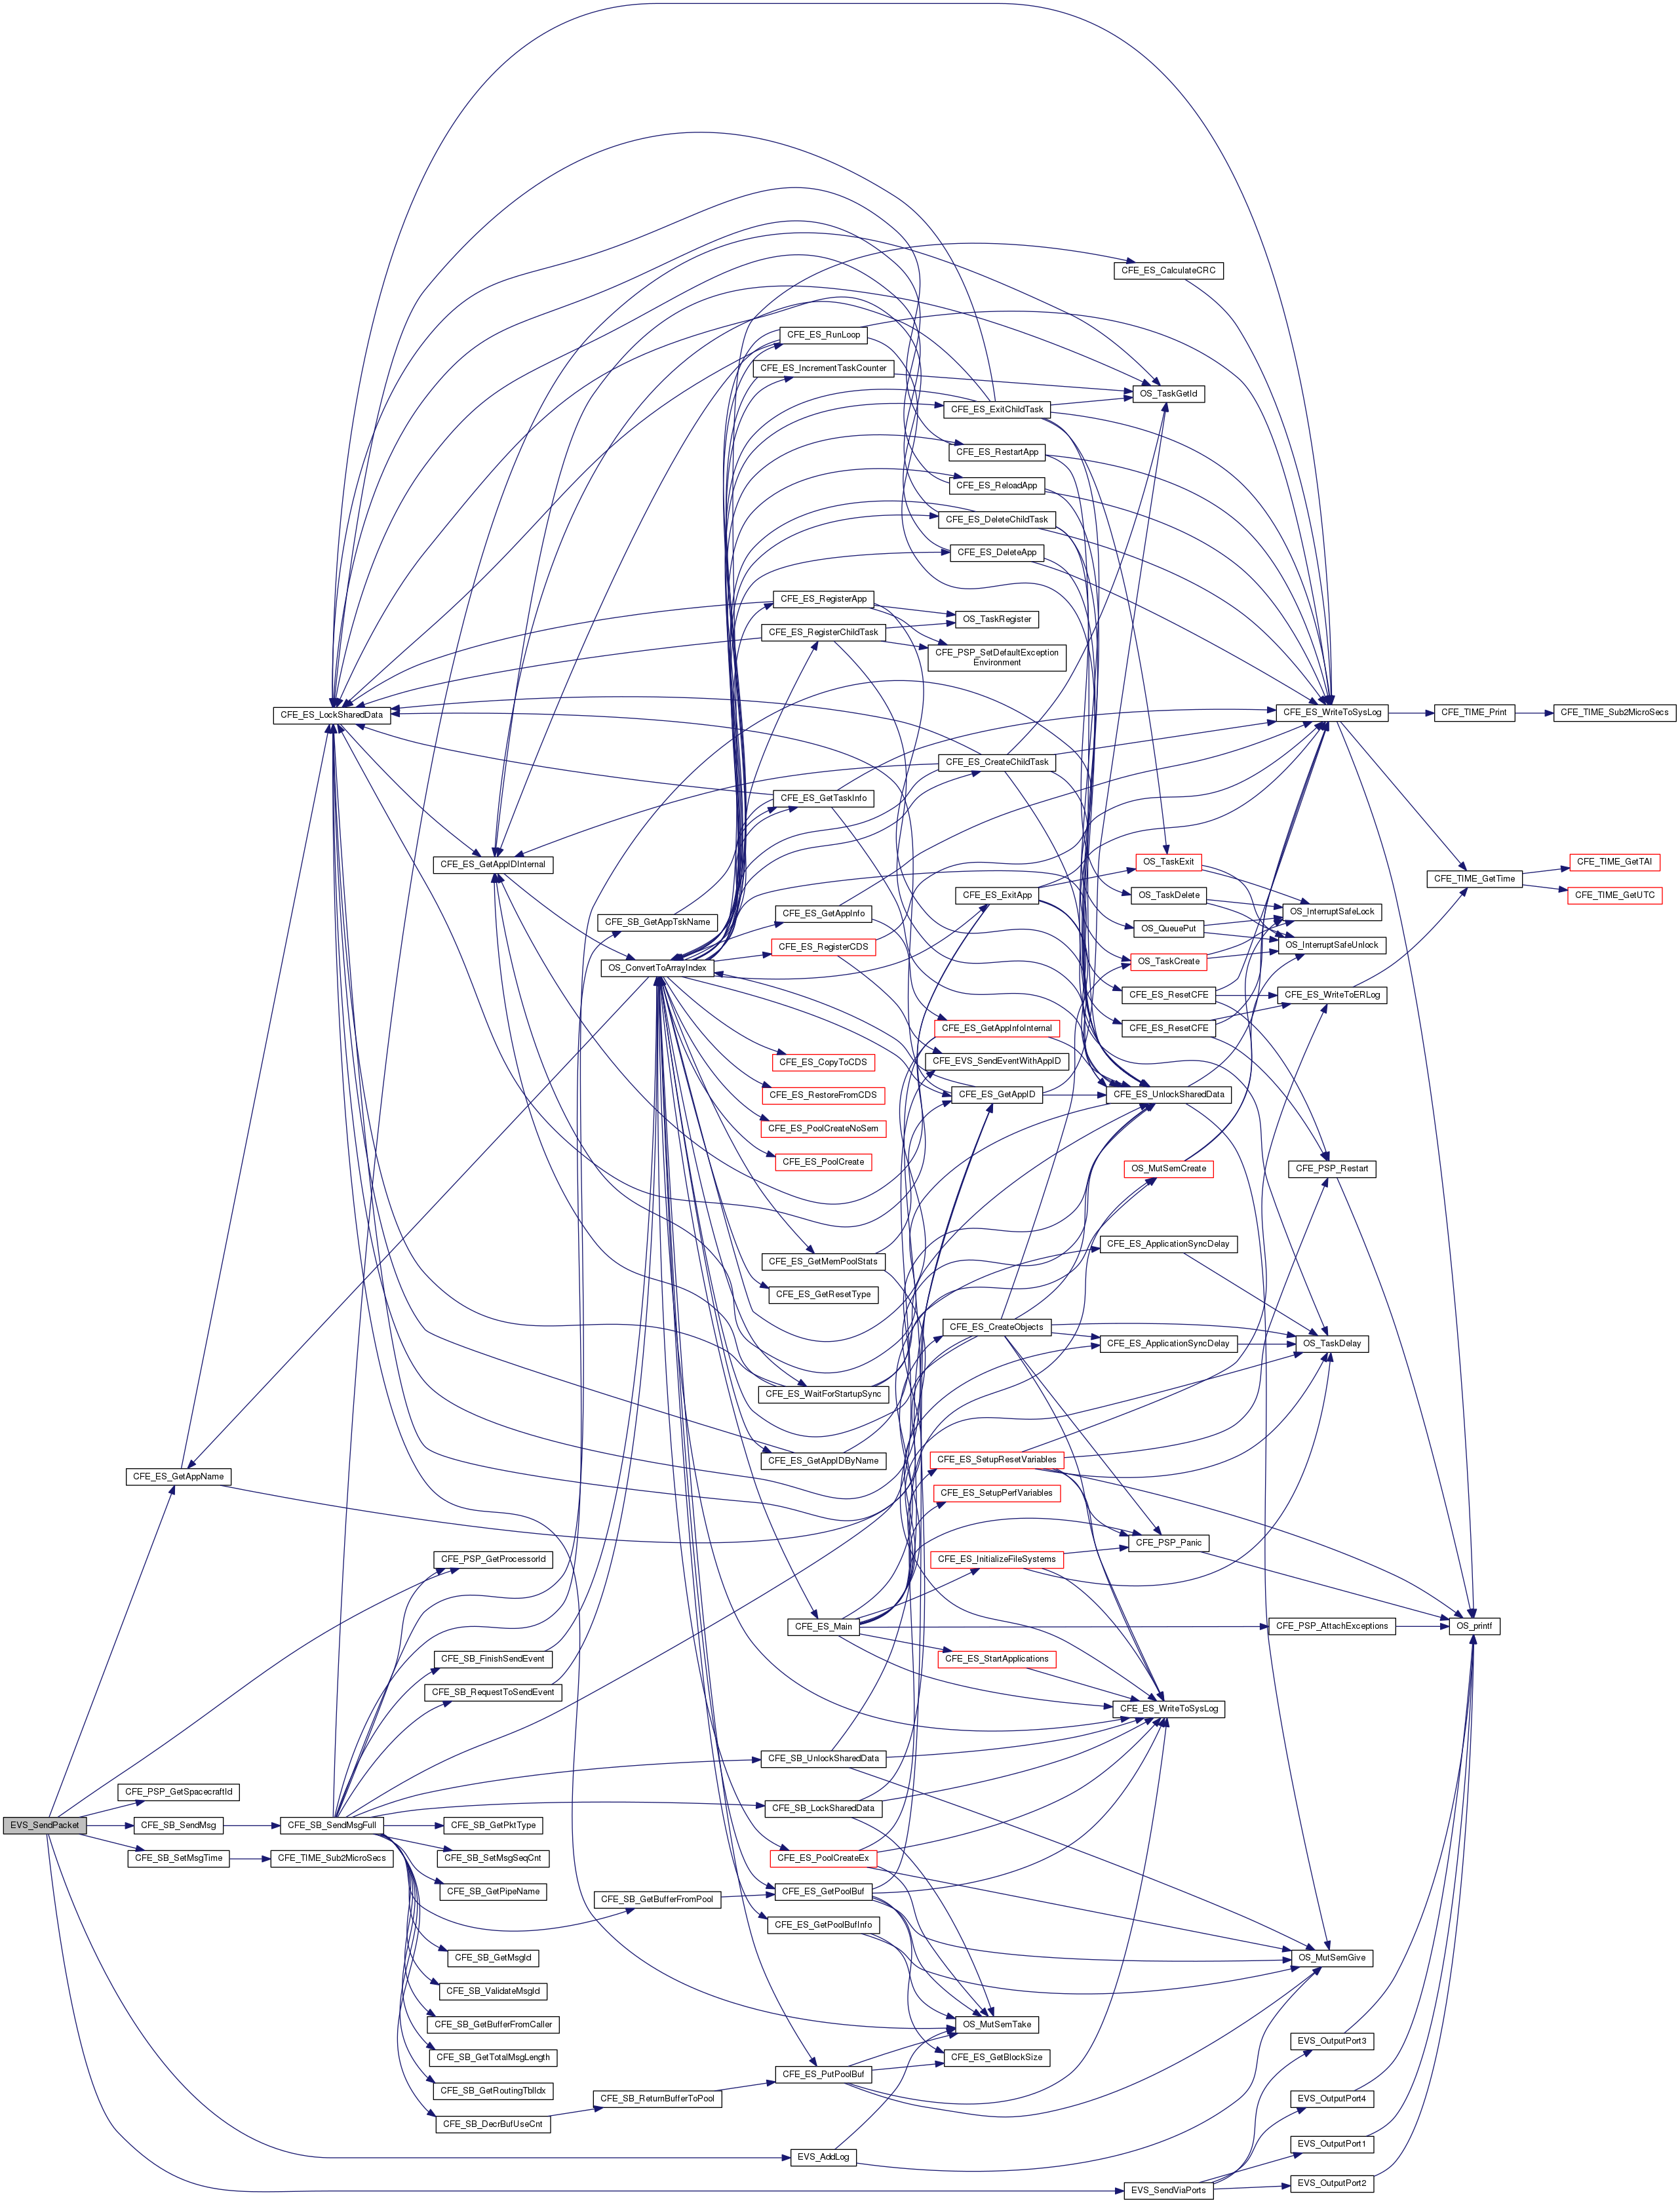 CFE_ES_CalculateCRC
CFE_ES_RunLoop
CFE_ES_IncrementTaskCounter
OS_TaskGetId
CFE_ES_ExitChildTask
CFE_ES_RestartApp
CFE_ES_ReloadApp
CFE_ES_DeleteChildTask
CFE_ES_DeleteApp
CFE_ES_RegisterApp
OS_TaskRegister
CFE_ES_RegisterChildTask
CFE_PSP_SetDefaultException
Environment
CFE_ES_LockSharedData
CFE_ES_WriteToSysLog
CFE_TIME_Print
CFE_TIME_Sub2MicroSecs
CFE_ES_CreateChildTask
CFE_ES_GetTaskInfo
CFE_ES_GetAppIDInternal
OS_TaskExit
CFE_TIME_GetTAI
CFE_TIME_GetTime
CFE_TIME_GetUTC
CFE_ES_ExitApp
OS_TaskDelete
CFE_ES_GetAppInfo
OS_InterruptSafeLock
CFE_SB_GetAppTskName
OS_QueuePut
CFE_ES_RegisterCDS
OS_InterruptSafeUnlock
OS_ConvertToArrayIndex
OS_TaskCreate
CFE_ES_ResetCFE
CFE_ES_WriteToERLog
CFE_ES_GetAppInfoInternal
CFE_ES_ResetCFE
CFE_ES_CopyToCDS
CFE_EVS_SendEventWithAppID
CFE_ES_RestoreFromCDS
CFE_ES_GetAppID
CFE_ES_UnlockSharedData
CFE_ES_PoolCreateNoSem
CFE_ES_PoolCreate
OS_MutSemCreate
CFE_PSP_Restart
CFE_ES_ApplicationSyncDelay
CFE_ES_GetMemPoolStats
CFE_ES_GetResetType
CFE_ES_CreateObjects
CFE_ES_ApplicationSyncDelay
OS_TaskDelay
CFE_ES_WaitForStartupSync
CFE_ES_GetAppIDByName
CFE_ES_SetupResetVariables
CFE_ES_GetAppName
CFE_ES_SetupPerfVariables
CFE_PSP_Panic
CFE_PSP_GetProcessorId
CFE_ES_InitializeFileSystems
CFE_ES_Main
CFE_PSP_AttachExceptions
OS_printf
CFE_SB_FinishSendEvent
CFE_ES_StartApplications
CFE_SB_RequestToSendEvent
CFE_ES_WriteToSysLog
CFE_SB_UnlockSharedData
CFE_PSP_GetSpacecraftId
CFE_SB_LockSharedData
EVS_SendPacket
CFE_SB_SendMsg
CFE_SB_SendMsgFull
CFE_SB_GetPktType
CFE_SB_SetMsgTime
CFE_TIME_Sub2MicroSecs
CFE_SB_SetMsgSeqCnt
CFE_ES_PoolCreateEx
CFE_SB_GetPipeName
CFE_SB_GetBufferFromPool
CFE_ES_GetPoolBuf
CFE_ES_GetPoolBufInfo
CFE_SB_GetMsgId
OS_MutSemGive
CFE_SB_ValidateMsgId
CFE_SB_GetBufferFromCaller
OS_MutSemTake
EVS_OutputPort3
CFE_SB_GetTotalMsgLength
CFE_ES_GetBlockSize
CFE_ES_PutPoolBuf
CFE_SB_GetRoutingTblIdx
CFE_SB_ReturnBufferToPool
EVS_OutputPort4
CFE_SB_DecrBufUseCnt
EVS_OutputPort1
EVS_AddLog
EVS_OutputPort2
EVS_SendViaPorts